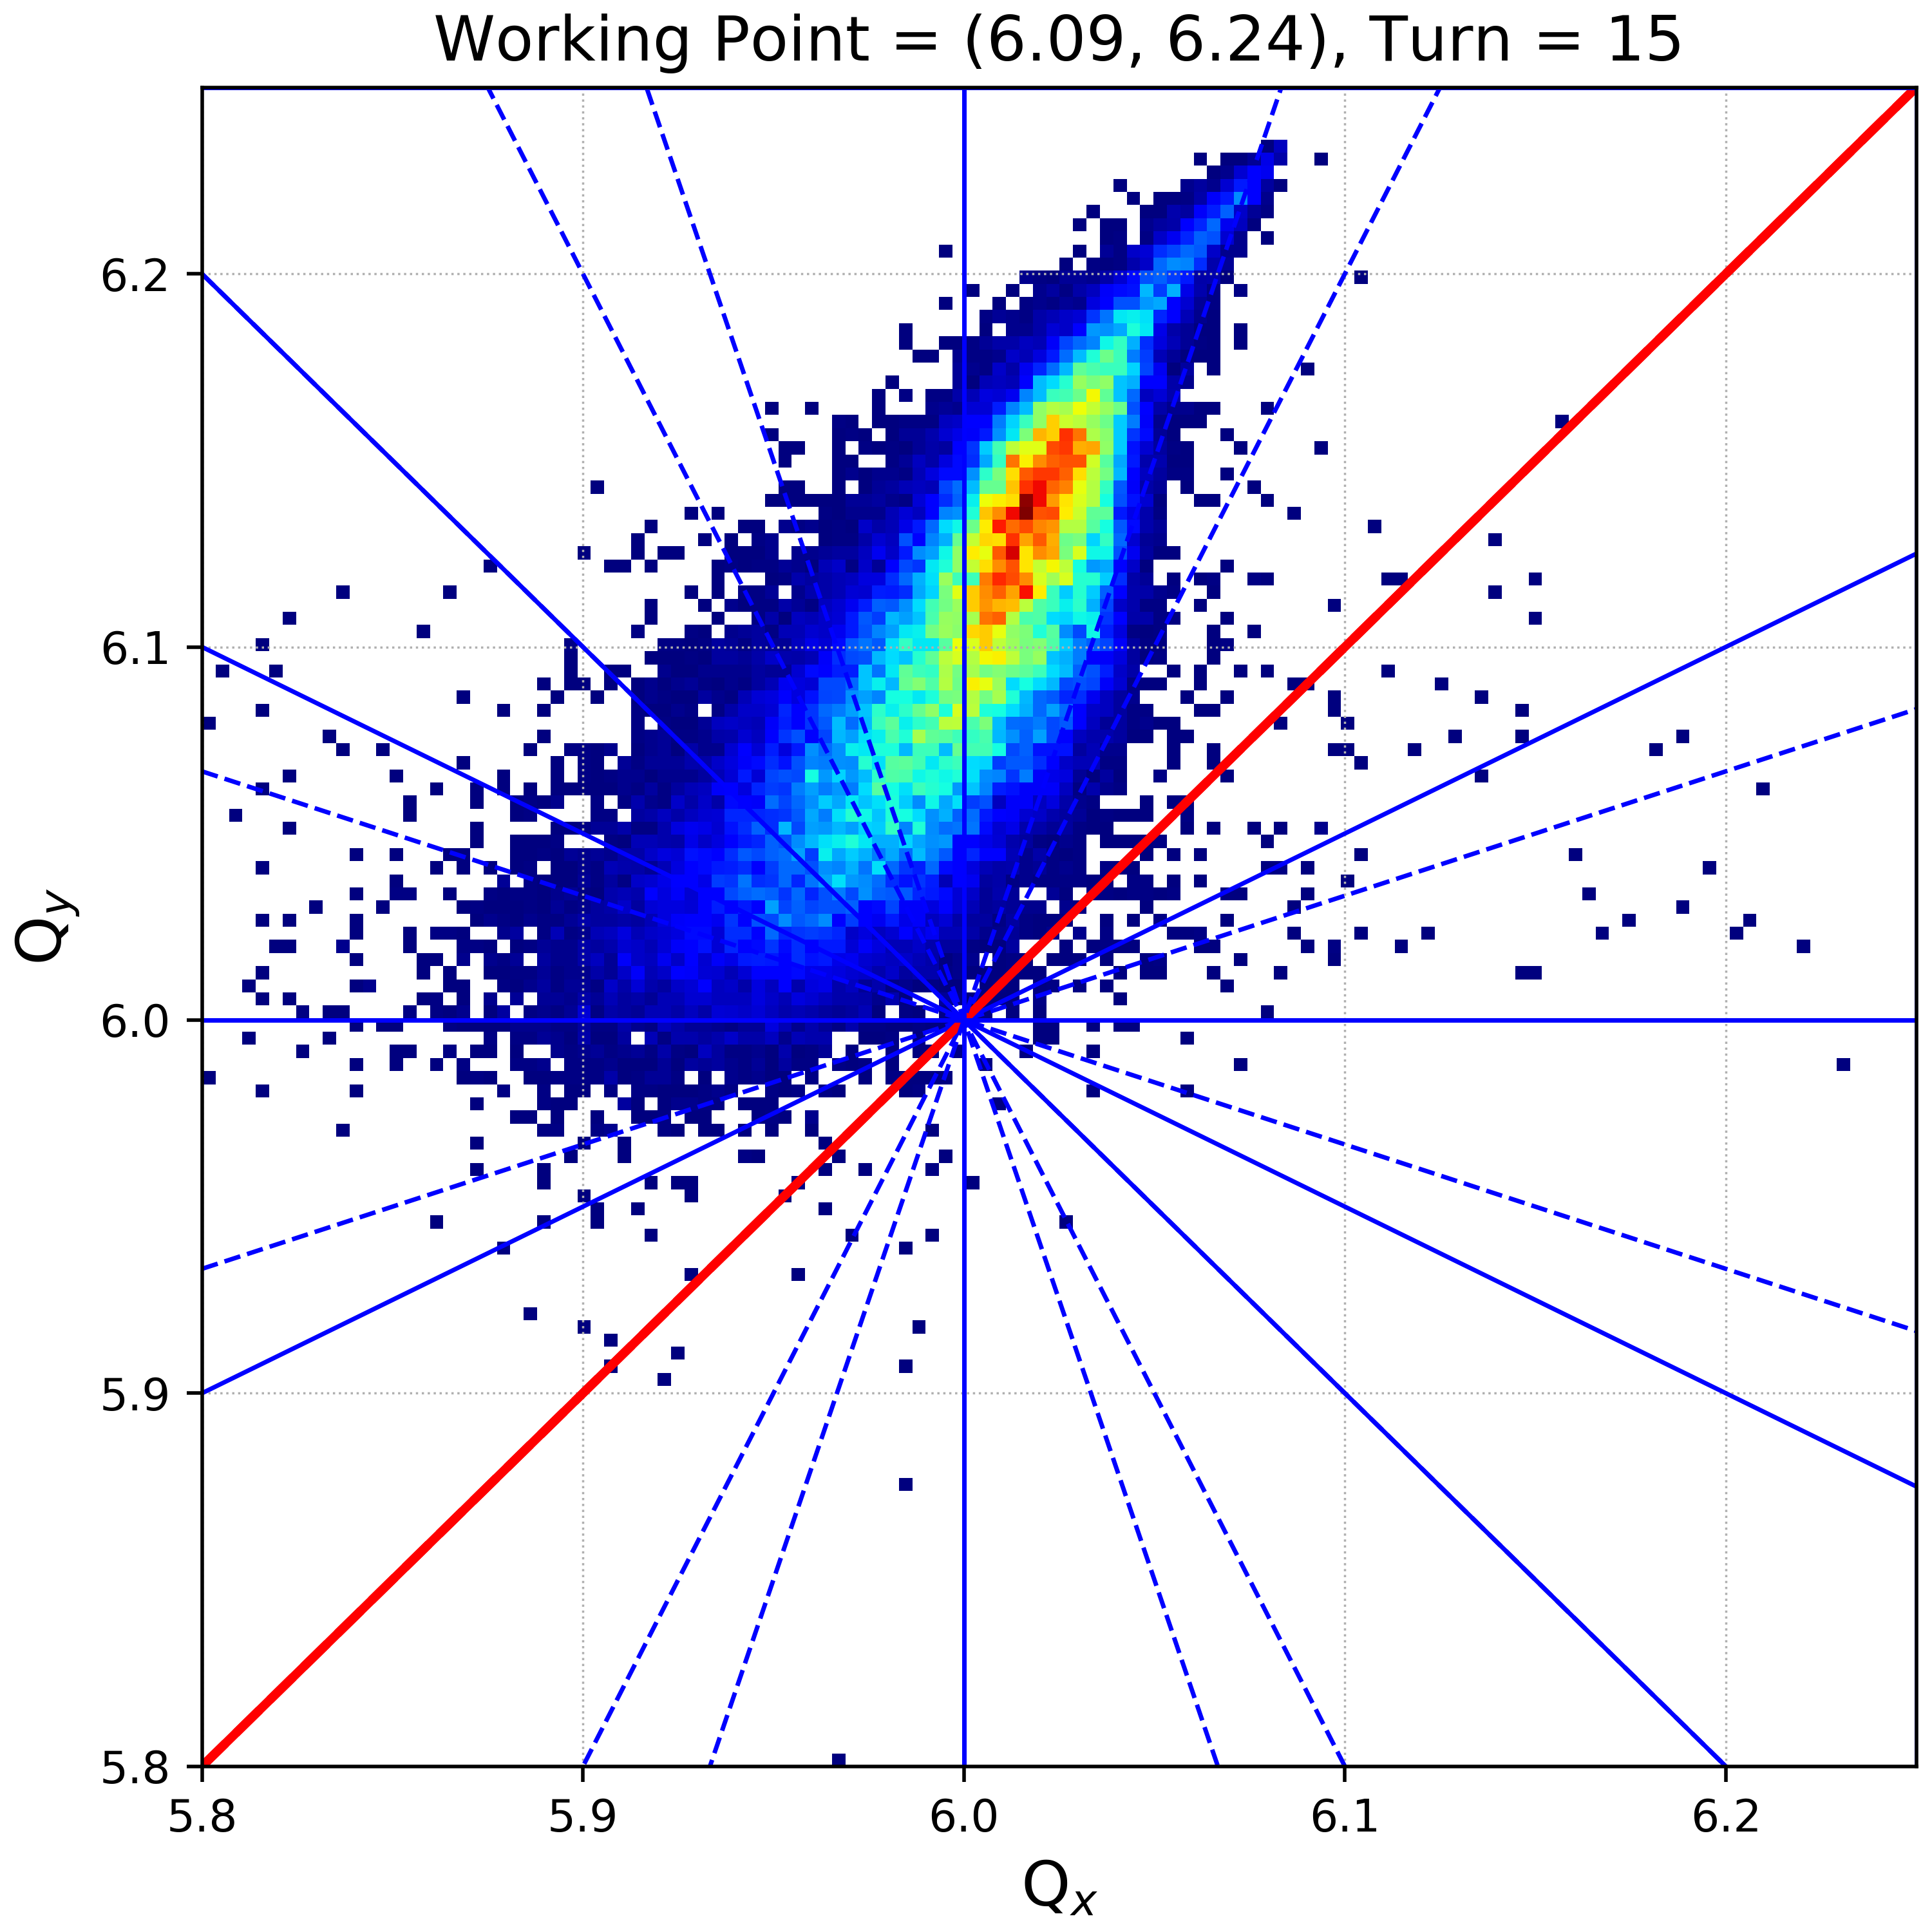 Working Point = (6.09, 6.24), Turn = 15
6.2
6.1
6.0
5.9
5.8
Qy
5.8 5.9 6.0 6.1 6.2
Qx